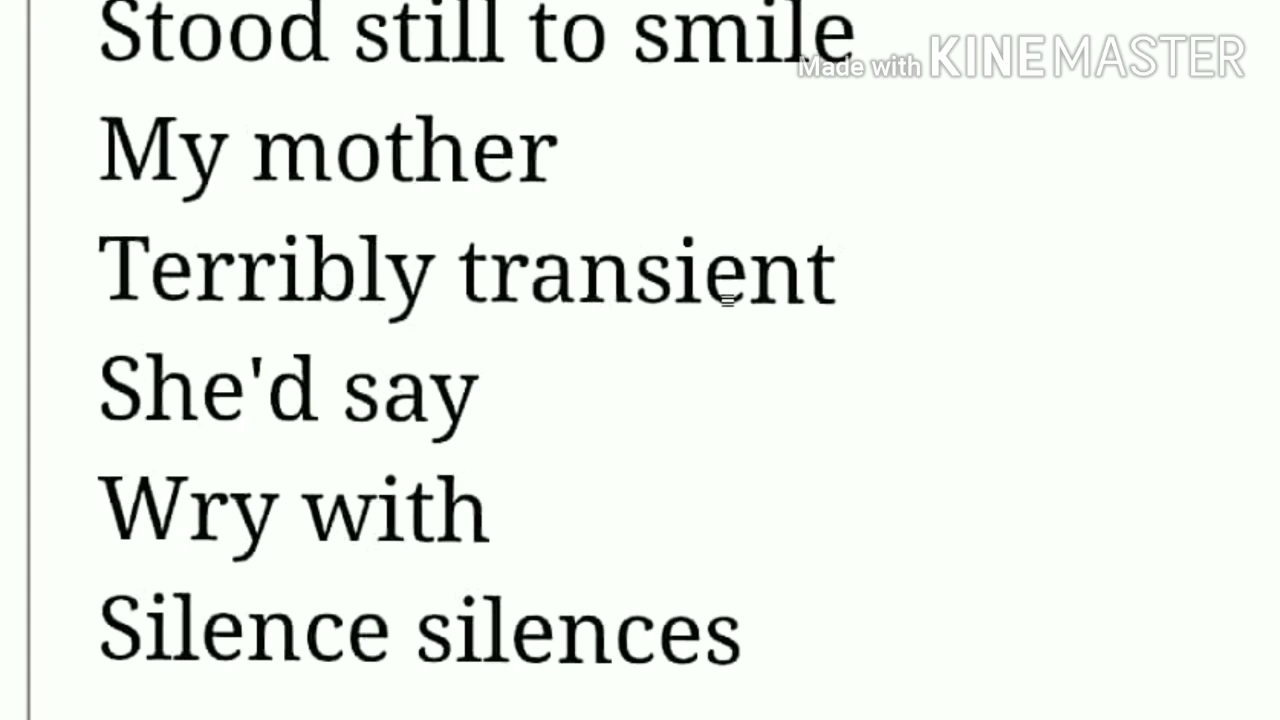 Stood still to smile
Made with KINEMASTER
My mother
Terribly transient
She'd say
Wry with
Silence silences